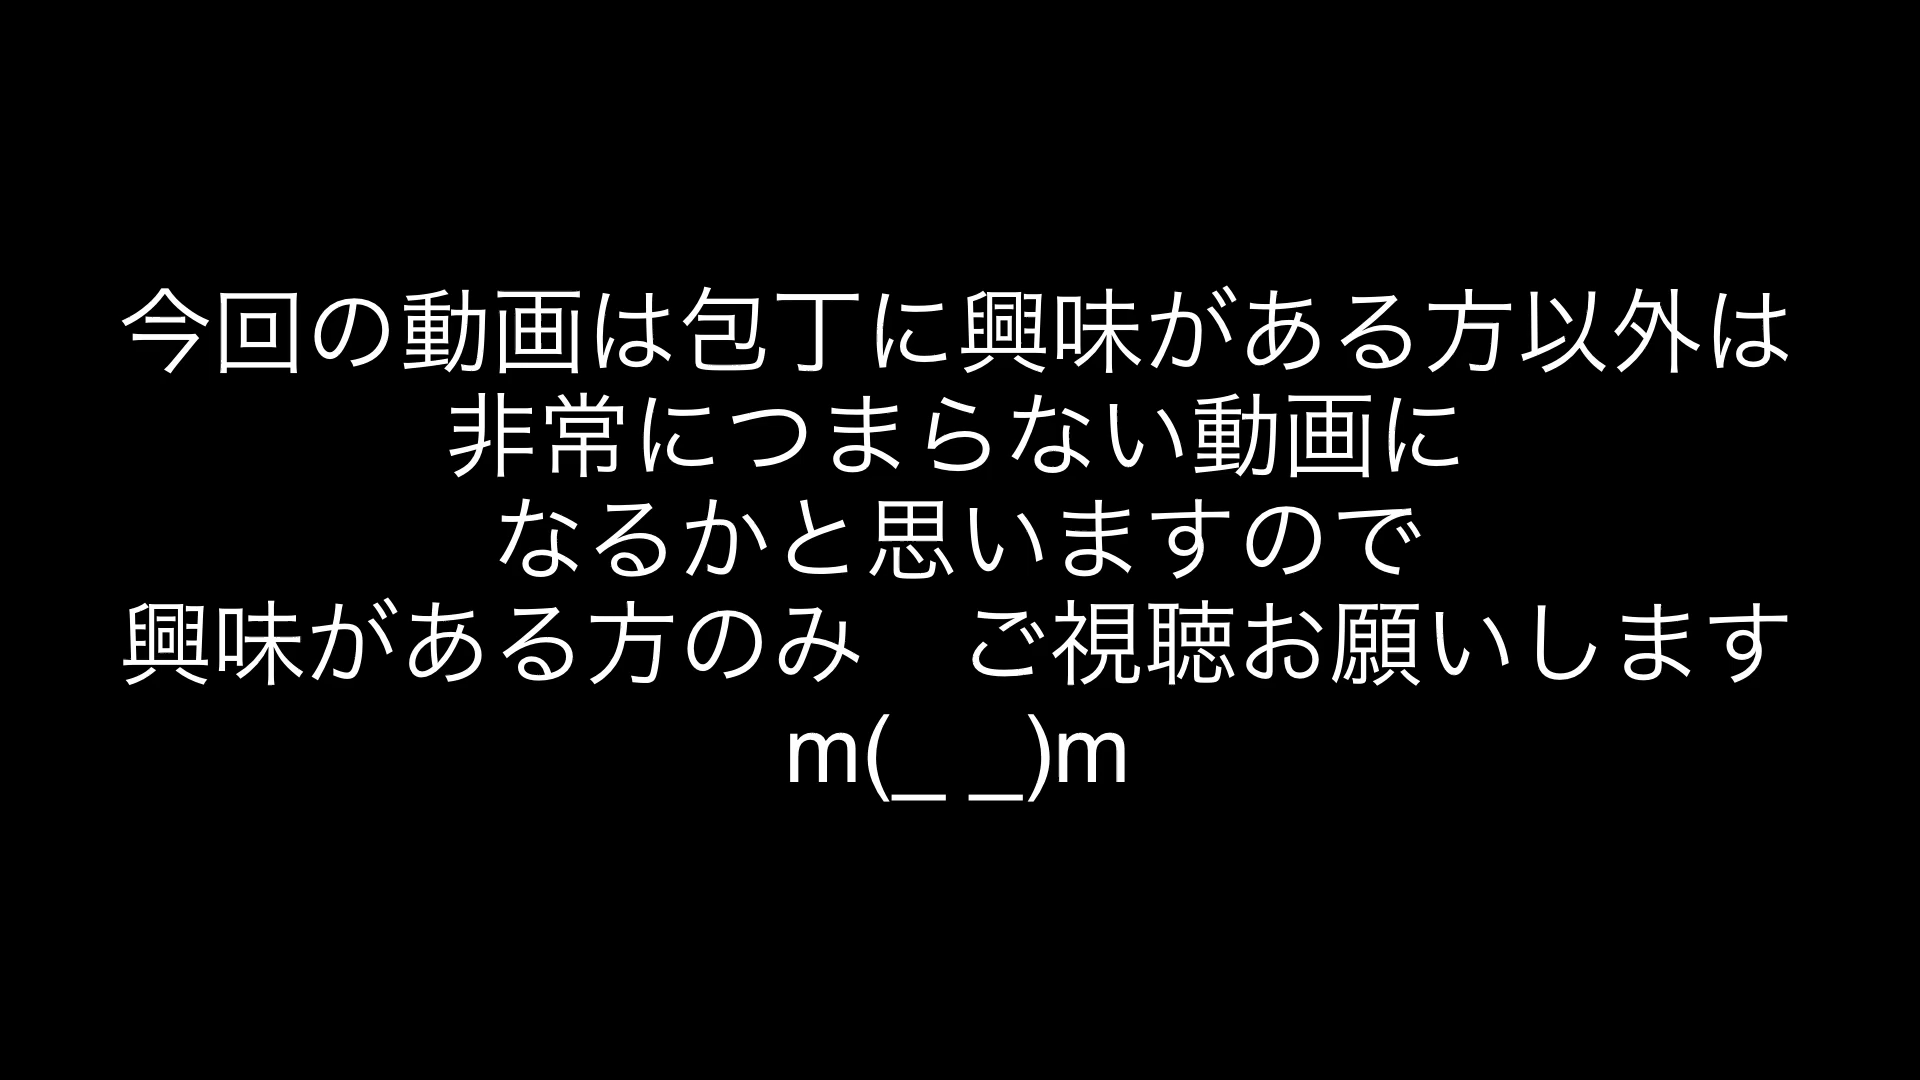 今回の動画は包丁に興味がある方以外は
非常につまらない動画に
なるかと思いますので
興味がある方のみ　ご視聴お願いします
m(_ _)m